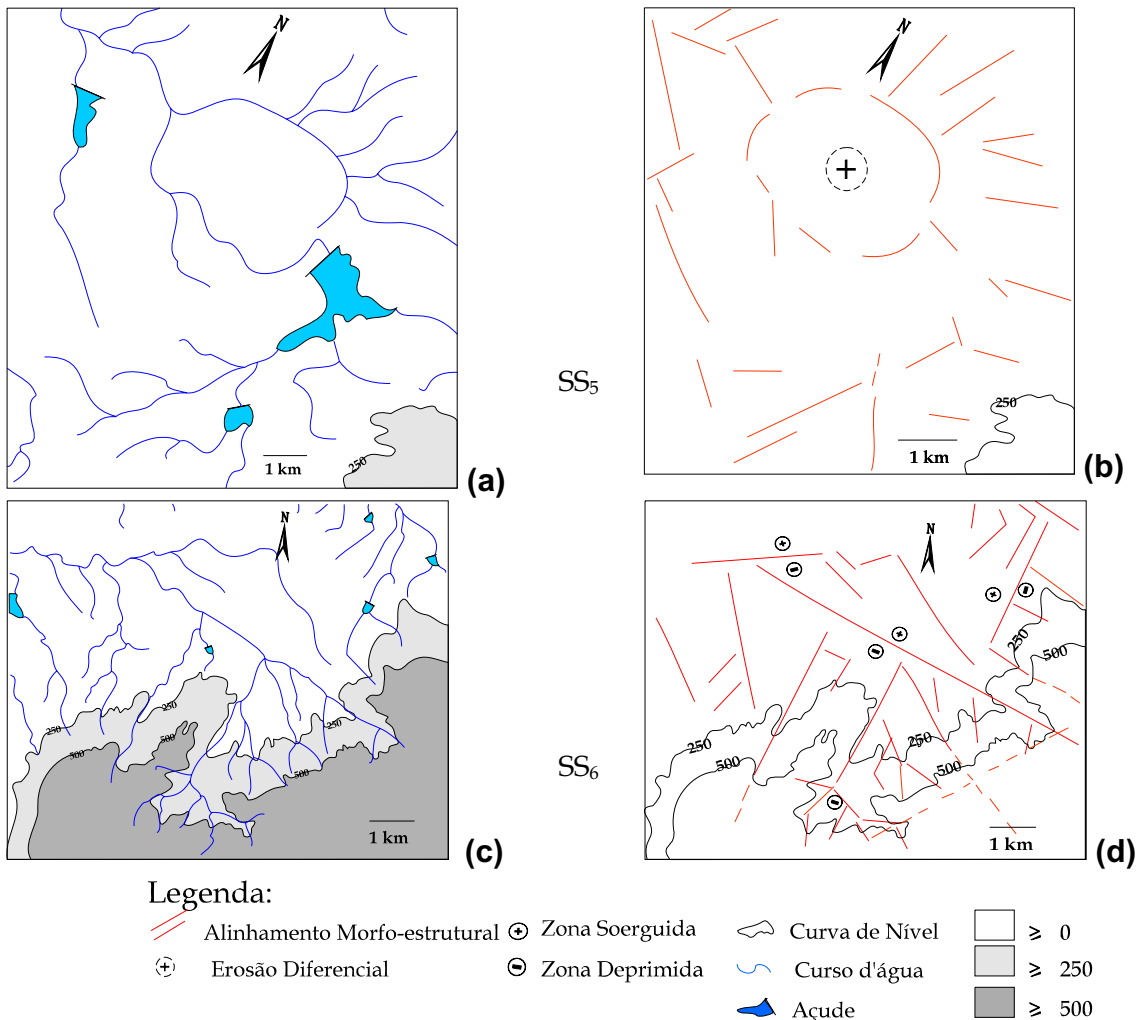 N
250
1 km
(a)
SS5
N
250
1 km
(b)
N
250
250
250
500
500
500
1 km
(c)
SS6
N
250
500
250
500
250
500
1 km
(d)
Legenda:
Alinhamento Morfo-estrutural
Zona Soerguida
Curva de Nível
≥ 0
Erosão Diferencial
Zona Deprimida
Curso d'água
≥ 250
Açude
≥ 500